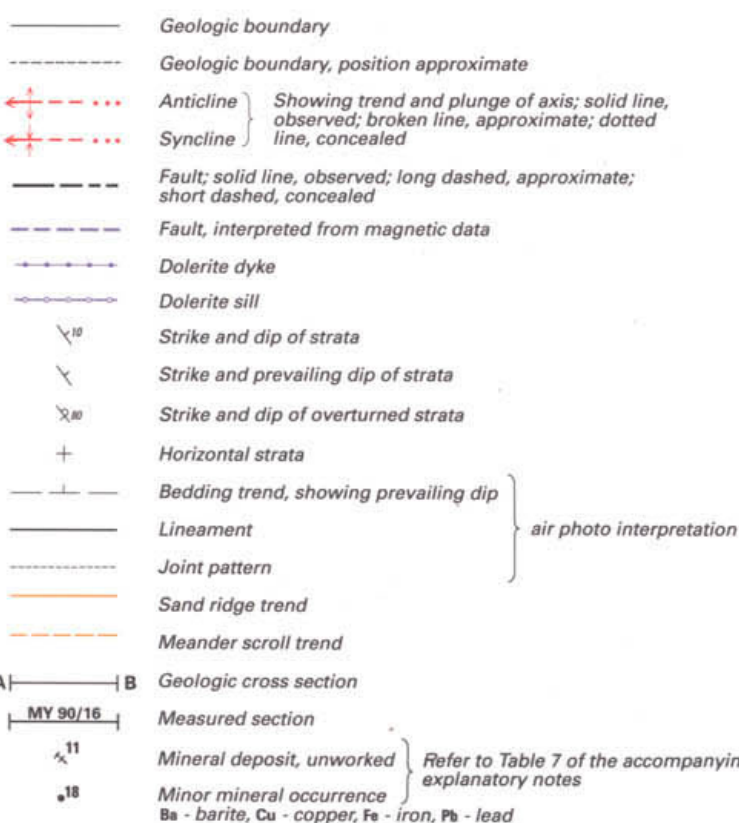 Geologic boundary
Geologic boundary, position approximate
Anticline
Syncline
Showing trend and plunge of axis; solid line,
observed; broken line, approximate; dotted
line, concealed
Fault; solid line, observed; long dashed, approximate;
short dashed, concealed
Fault, interpreted from magnetic data
Dolerite dyke
Dolerite sill
10 Strike and dip of strata
Strike and prevailing dip of strata
80 Strike and dip of overturned strata
Horizontal strata
Bedding trend, showing prevailing dip
Lineament
Joint pattern
air photo interpretation
Sand ridge trend
Meander scroll trend
A B Geologic cross section
MY 90/16 Measured section
11 Mineral deposit, unworked
18 Minor mineral occurrence
Refer to Table 7 of the accompanyin
explanatory notes
Ba - barite, Cu - copper, Fe - iron, Pb - lead